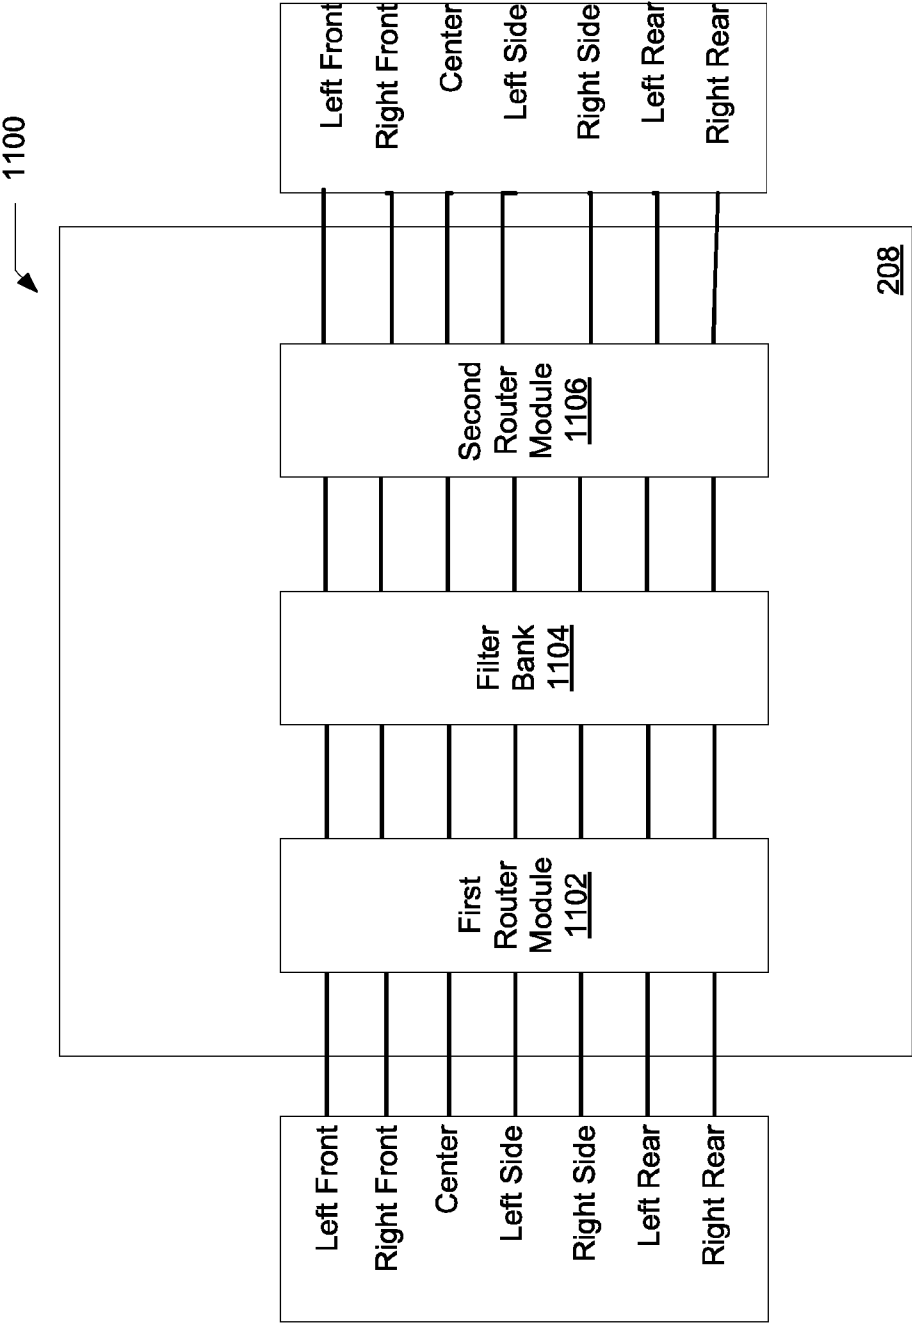 1100
Left Front
Right Front
Center
Left Side
Right Side
Left Rear
Right Rear
First
Router
Module
1102
Filter
Bank
1104
Second
Router
Module
1106
Left Front
Right Front
Center
Left Side
Right Side
Left Rear
Right Rear
208